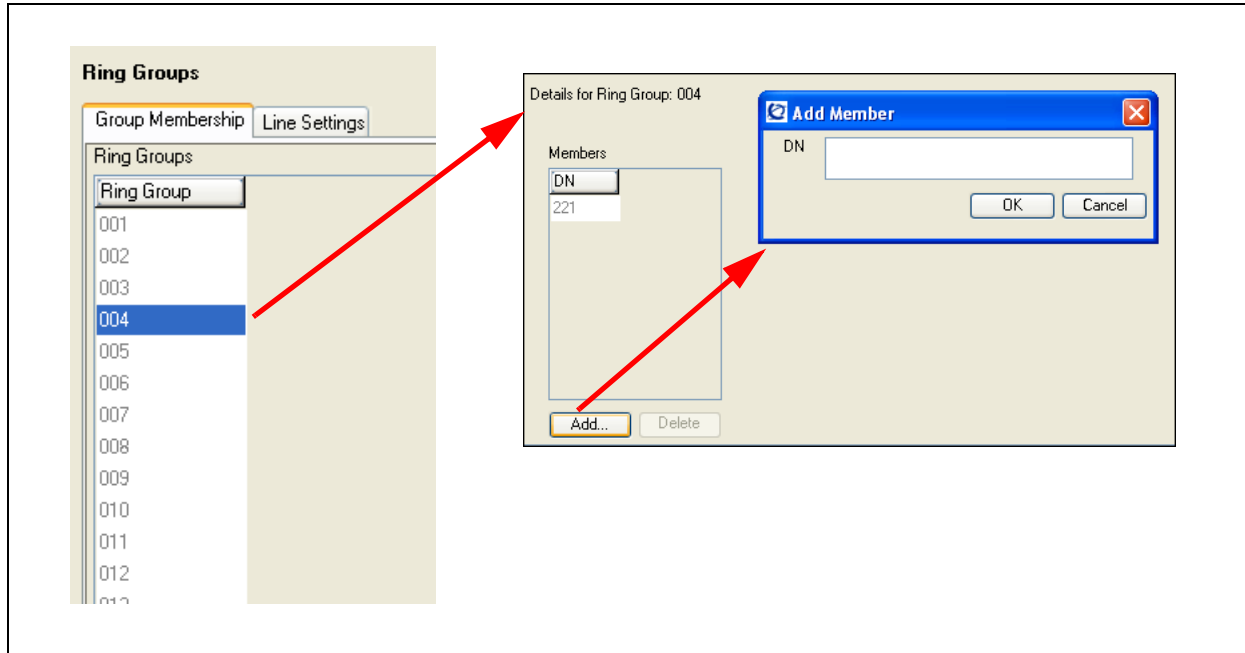 Ring Groups
Group Membership
Line Settings
Ring Groups
Ring Group
001
002
003
004
005
006
007
008
009
010
011
012
Details for Ring Group: 004
Members
DN
221
Add...
Delete
Add Member
DN
OK
Cancel